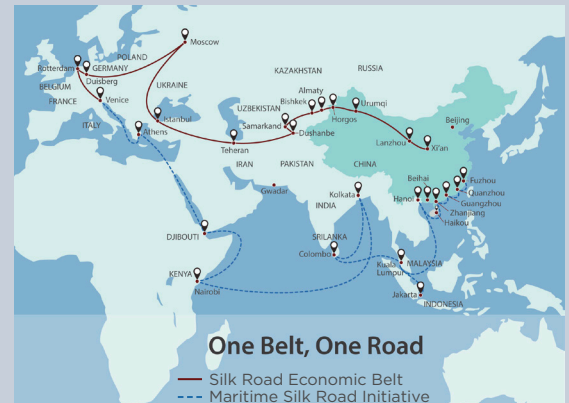 Moscow
POLAND
Rotterdam
GERMANY
Duisberg
BELGIUM
FRANCE
UKRAINE
KAZAKHSTAN
RUSSIA
Venice
Almaty
Bishkek
Urumqi
ITALY
Istanbul
UZBEKISTAN
Horgos
Beijing
Athens
Samarkand
Dushanbe
Lanzhou
Xi'an
Teheran
IRAN
PAKISTAN
CHINA
Gwadar
Kolkata
Beihai
Fuzhou
Hanoi
Quanzhou
INDIA
Guangzhou
Zhanjiang
Haikou
DJIBOUTI
SRILANKA
Colombo
Kuala
Lumpur
MALAYSIA
KENYA
Nairobi
Jakarta
INDONESIA
One Belt, One Road
Silk Road Economic Belt
Maritime Silk Road Initiative